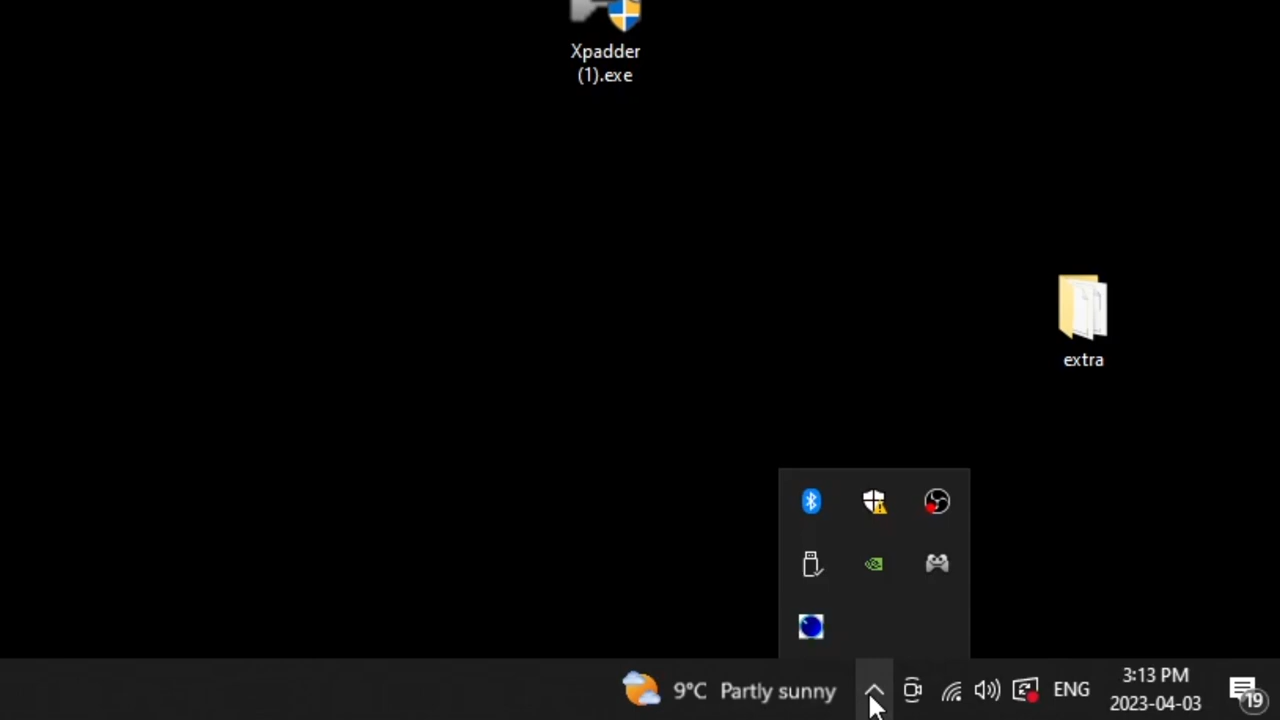 Xpadder
(1).exe
extra
9°C Partly sunny
ENG
3:13 PM
2023-04-03
19